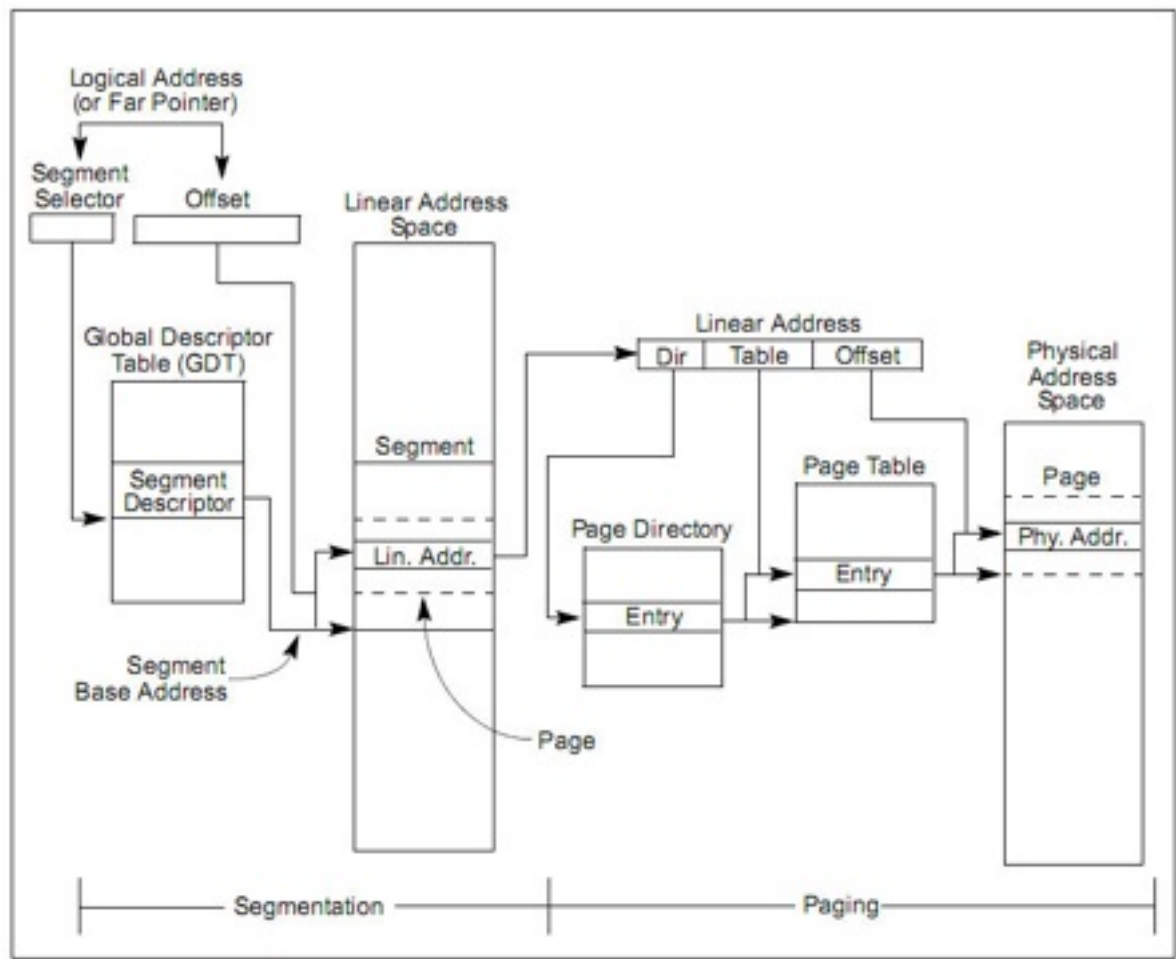 Logical Address
(or Far Pointer)
Segment
Selector
Offset
Linear Address
Space
Global Descriptor
Table (GDT)
Segment
Descriptor
Segment
Lin. Addr.
Segment
Base Address
Page
Linear Address
Dir
Table
Offset
Page Directory
Entry
Page Table
Entry
Physical
Address
Space
Page
Phy. Addr.
Segmentation
Paging